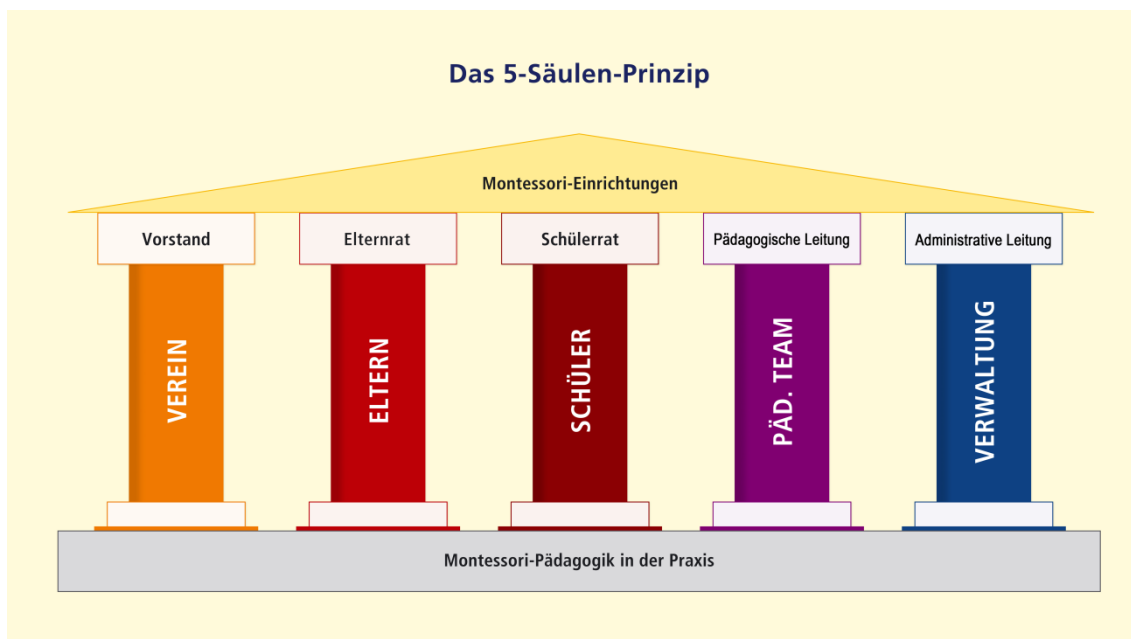 Das 5-Säulen-Prinzip
Montessori-Einrichtungen
Vorstand
Elternrat
Schülerrat
Pädagogische Leitung
Administrative Leitung
VEREIN
ELTERN
SCHÜLER
PÄD. TEAM
VERWALTUNG
Montessori-Pädagogik in der Praxis